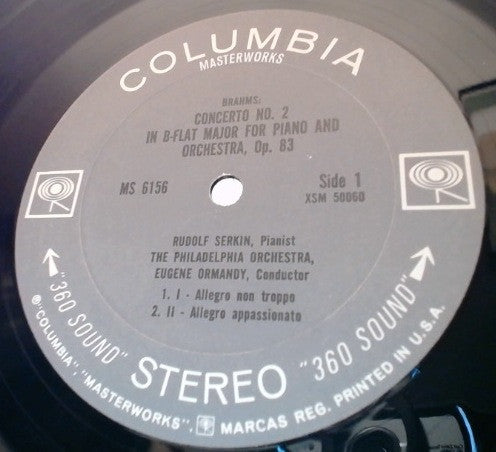 COLUMBIA
MASTERWORKS
BRAHMS:
CONCERTO NO. 2
IN B-FLAT MAJOR FOR PIANO AND
ORCHESTRA, Op. 83
MS 6156
Side 1
XSM 50060
RUDOLF SERKIN, Pianist
THE PHILADELPHIA ORCHESTRA,
EUGENE ORMANDY, Conductor
1. I - Allegro non troppo
2. II - Allegro appassionato
"360 SOUND" STEREO "360 SOUND"
® "COLUMBIA", "MASTERWORKS", MARCAS REG. PRINTED IN U.S.A.